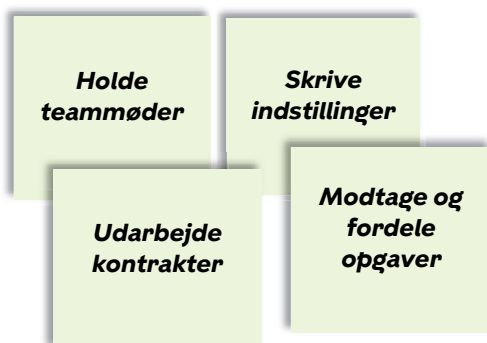 Holde
teammøder
Skrive
indstillinger
Udarbejde
kontrakter
Modtage og
fordele
opgaver